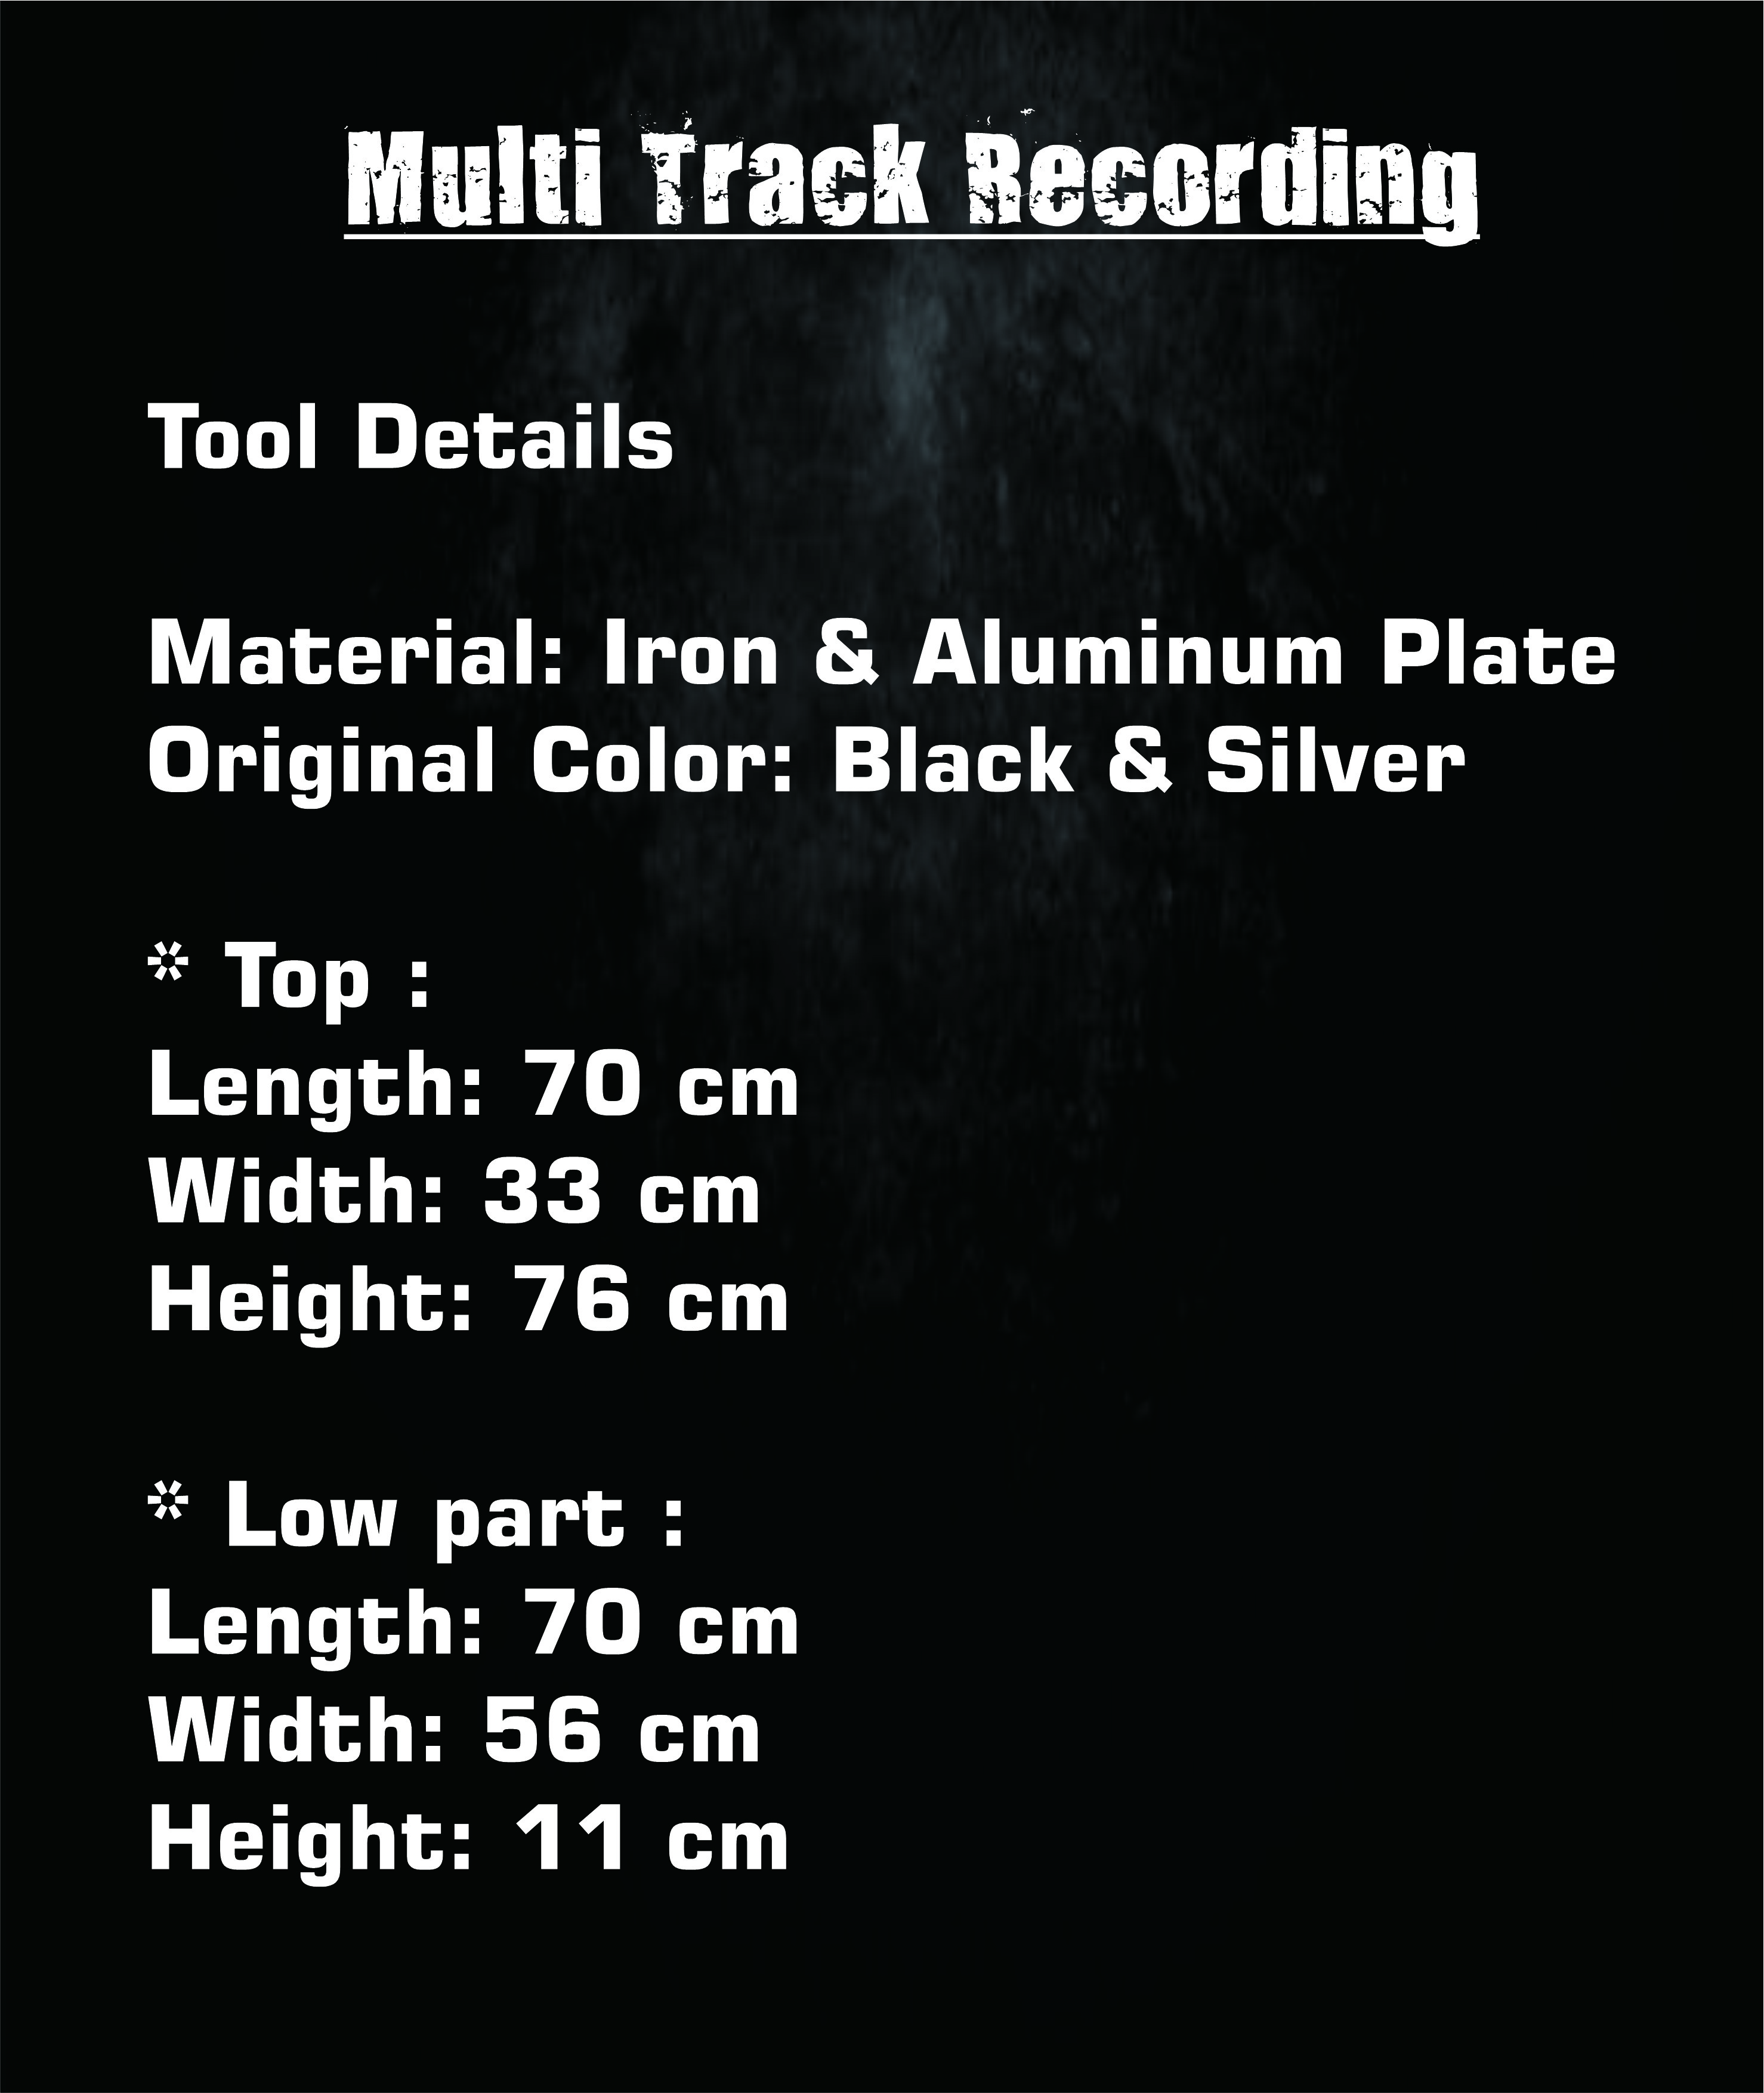 Multi Track Recording
Tool Details
Material: Iron & Aluminum Plate
Original Color: Black & Silver
* Top :
Length: 70 cm
Width: 33 cm
Height: 76 cm
* Low part :
Length: 70 cm
Width: 56 cm
Height: 11 cm